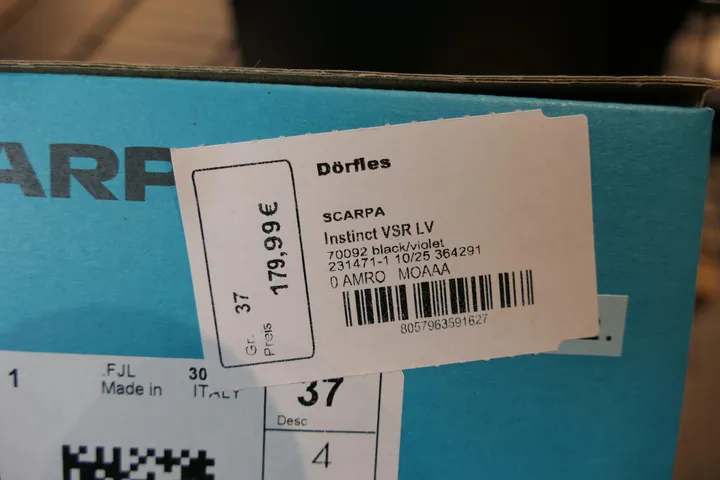 ARP
Dörfles
SCARPA
Instinct VSR LV
70092 black/violet
231471-1 10/25 364291
0 AMRO MOAAA
8057963591627
Gr. 37
Preis 179,99€
1
FJL 30
Made in ITALY
37
Desc
4